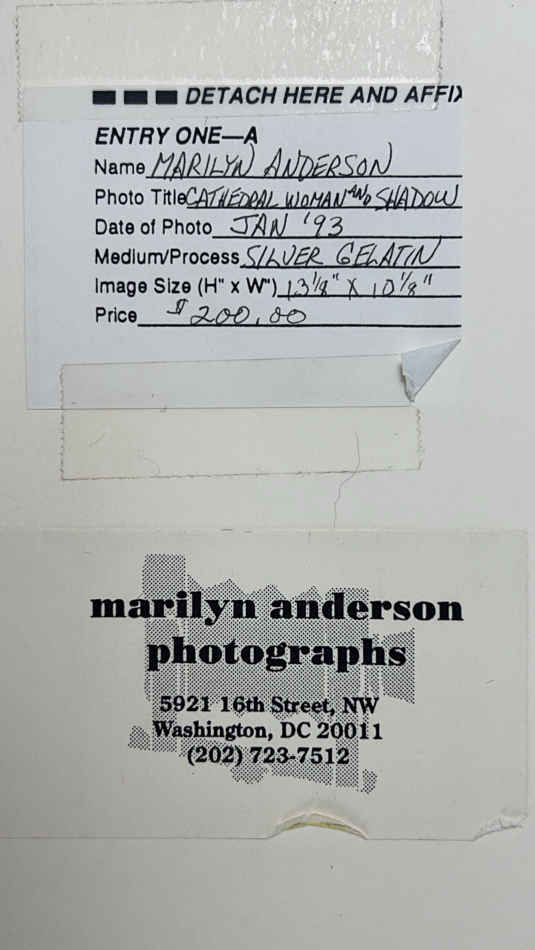 DETACH HERE AND AFFIX
ENTRY ONE—A
Name MARILYN ANDERSON
Photo Title CATHEDRAL WOMAN AND SHADOW
Date of Photo JAN '93
Medium/Process SILVER GELATIN
Image Size (H" x W") 13 1/8" X 10 1/8"
Price $200.00
marilyn anderson
photographs
5921 16th Street, NW
Washington, DC 20011
(202) 723-7512